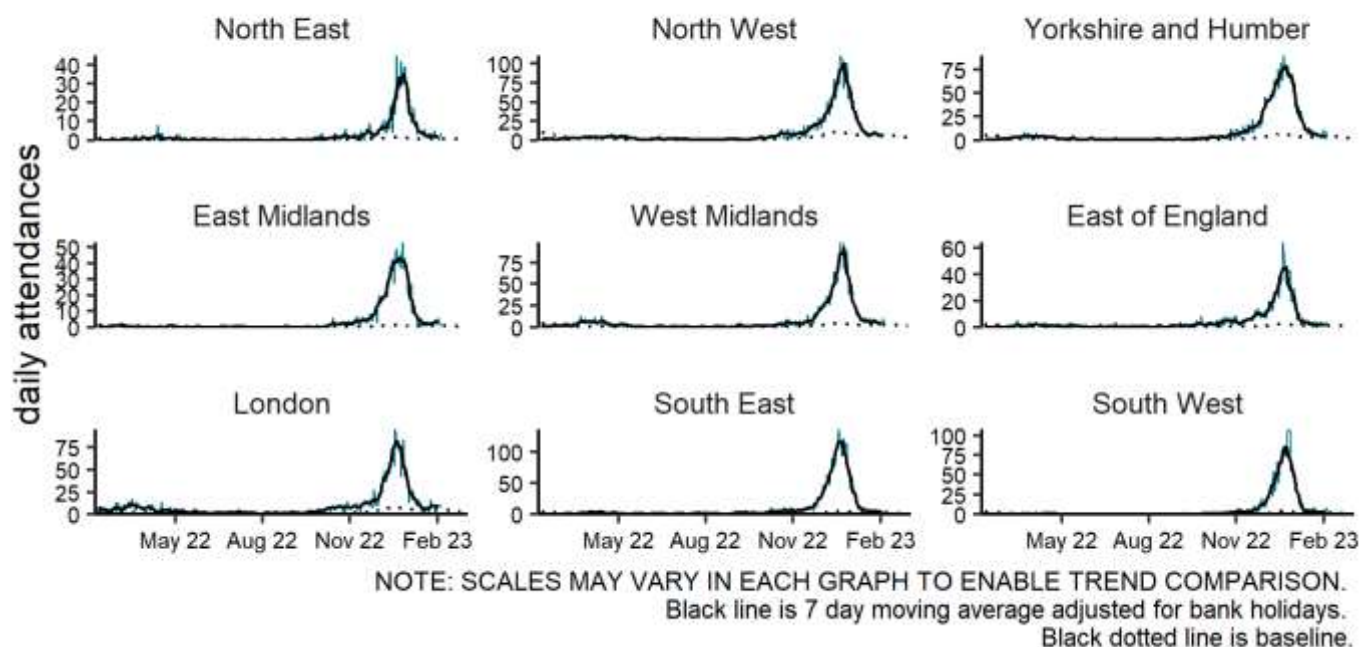 daily attendances
North East
North West
Yorkshire and Humber
40
30
20
10
0
100
75
50
25
0
75
50
25
0
East Midlands
West Midlands
East of England
50
40
30
20
10
0
75
50
25
0
60
40
20
0
London
South East
South West
75
50
25
0
100
50
0
100
75
50
25
0
May 22 Aug 22 Nov 22 Feb 23
May 22 Aug 22 Nov 22 Feb 23
May 22 Aug 22 Nov 22 Feb 23
NOTE: SCALES MAY VARY IN EACH GRAPH TO ENABLE TREND COMPARISON.
Black line is 7 day moving average adjusted for bank holidays.
Black dotted line is baseline.